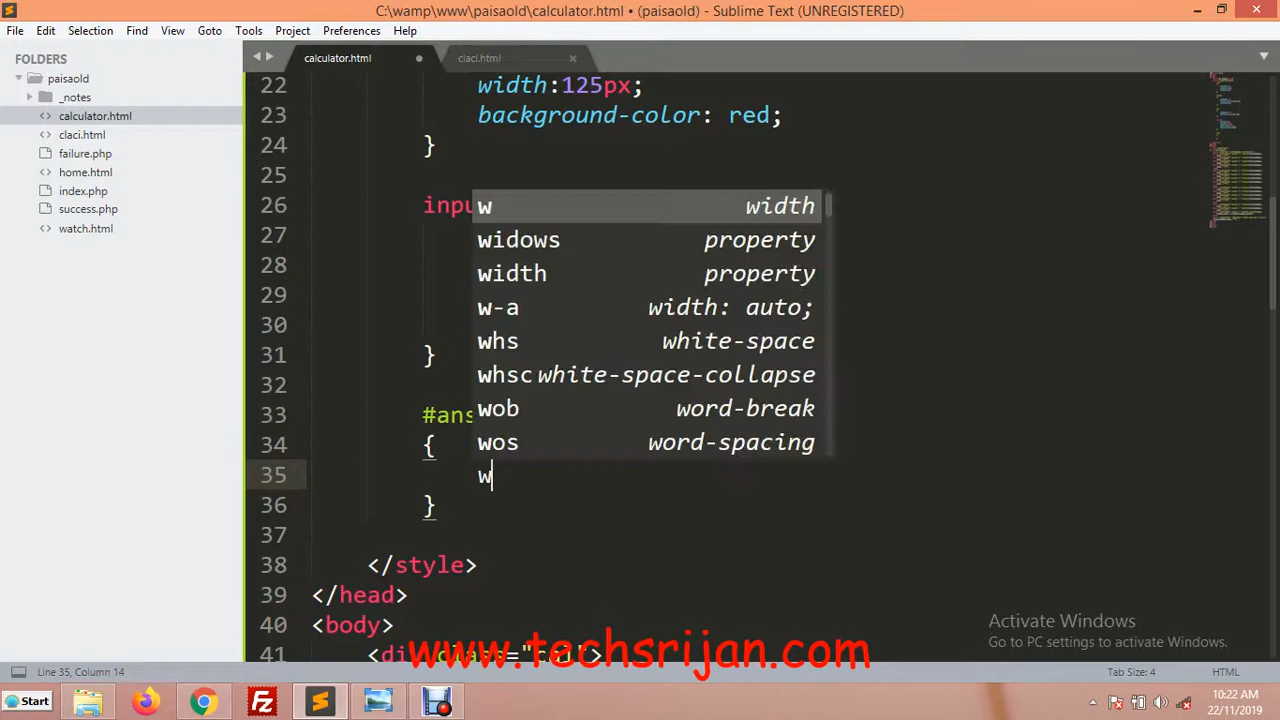 C:\wamp\www\paisaold\calculator.html • (paisaold) - Sublime Text (UNREGISTERED)
File Edit Selection Find View Goto Tools Project Preferences Help
FOLDERS
paisaold
_notes
calculator.html
claci.html
failure.php
home.html
index.php
success.php
watch.html
calculator.html claci.html
22 width:125px;
23 background-color: red;
24 }
25
26 inpu
27
28
29
30
31 }
32
33 #ans
34 {
35 w
36 }
37
38 </style>
39 </head>
40 <body>
41 <div class="cal">
w width
widows property
width property
w-a width: auto;
whs white-space
whsc white-space-collapse
wob word-break
wos word-spacing
Activate Windows
Go to PC settings to activate Windows.
www.techsrijan.com
Line 35, Column 14 Tab Size: 4 HTML
Start 10:22 AM
22/11/2019